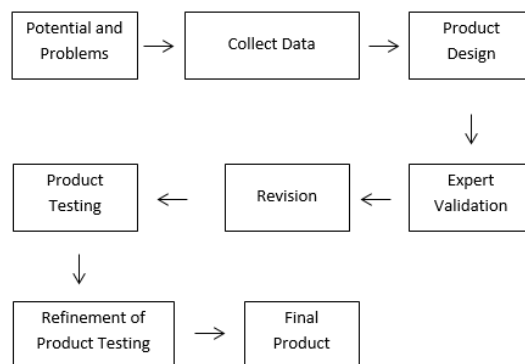 Potential and
Problems
Collect Data
Product
Design
Expert
Validation
Revision
Product
Testing
Refinement of
Product Testing
Final
Product